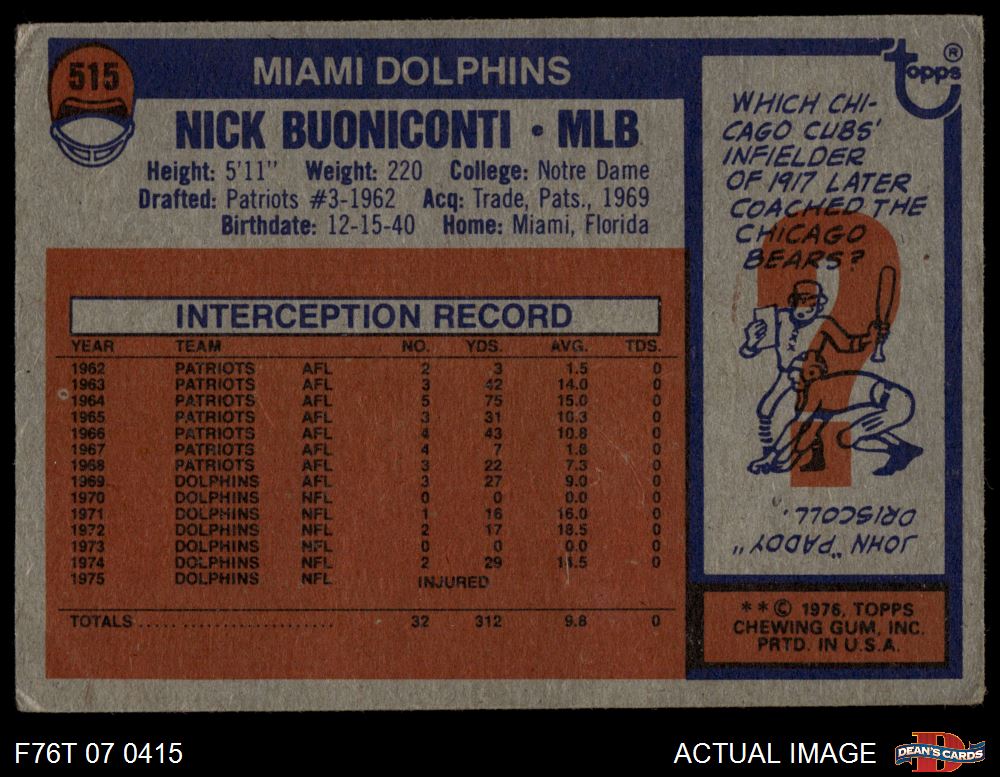 515
MIAMI DOLPHINS
NICK BUONICONTI • MLB
Height: 5'11" Weight: 220 College: Notre Dame
Drafted: Patriots #3-1962 Acq: Trade, Pats., 1969
Birthdate: 12-15-40 Home: Miami, Florida
INTERCEPTION RECORD
YEAR TEAM NO. YDS. AVG. TDS.
1962 PATRIOTS AFL 2 3 1.5 0
1963 PATRIOTS AFL 3 42 14.0 0
1964 PATRIOTS AFL 5 75 15.0 0
1965 PATRIOTS AFL 3 31 10.3 0
1966 PATRIOTS AFL 4 43 10.8 0
1967 PATRIOTS AFL 4 7 1.8 0
1968 PATRIOTS AFL 3 22 7.3 0
1969 DOLPHINS AFL 3 27 9.0 0
1970 DOLPHINS NFL 0 0 0.0 0
1971 DOLPHINS NFL 1 16 16.0 0
1972 DOLPHINS NFL 2 17 18.5 0
1973 DOLPHINS NFL 0 0 0.0 0
1974 DOLPHINS NFL 2 29 14.5 0
1975 DOLPHINS NFL INJURED
TOTALS 32 312 9.8 0
Topps ®
WHICH CHI-
CAGO CUBS'
INFIELDER
OF 1917 LATER
COACHED THE
CHICAGO
BEARS?
?
JOHN "PADDY"
DRISCOLL.
** © 1976, TOPPS
CHEWING GUM, INC.
PRTD. IN U.S.A.
F76T 07 0415
ACTUAL IMAGE
D
DEAN'S CARDS